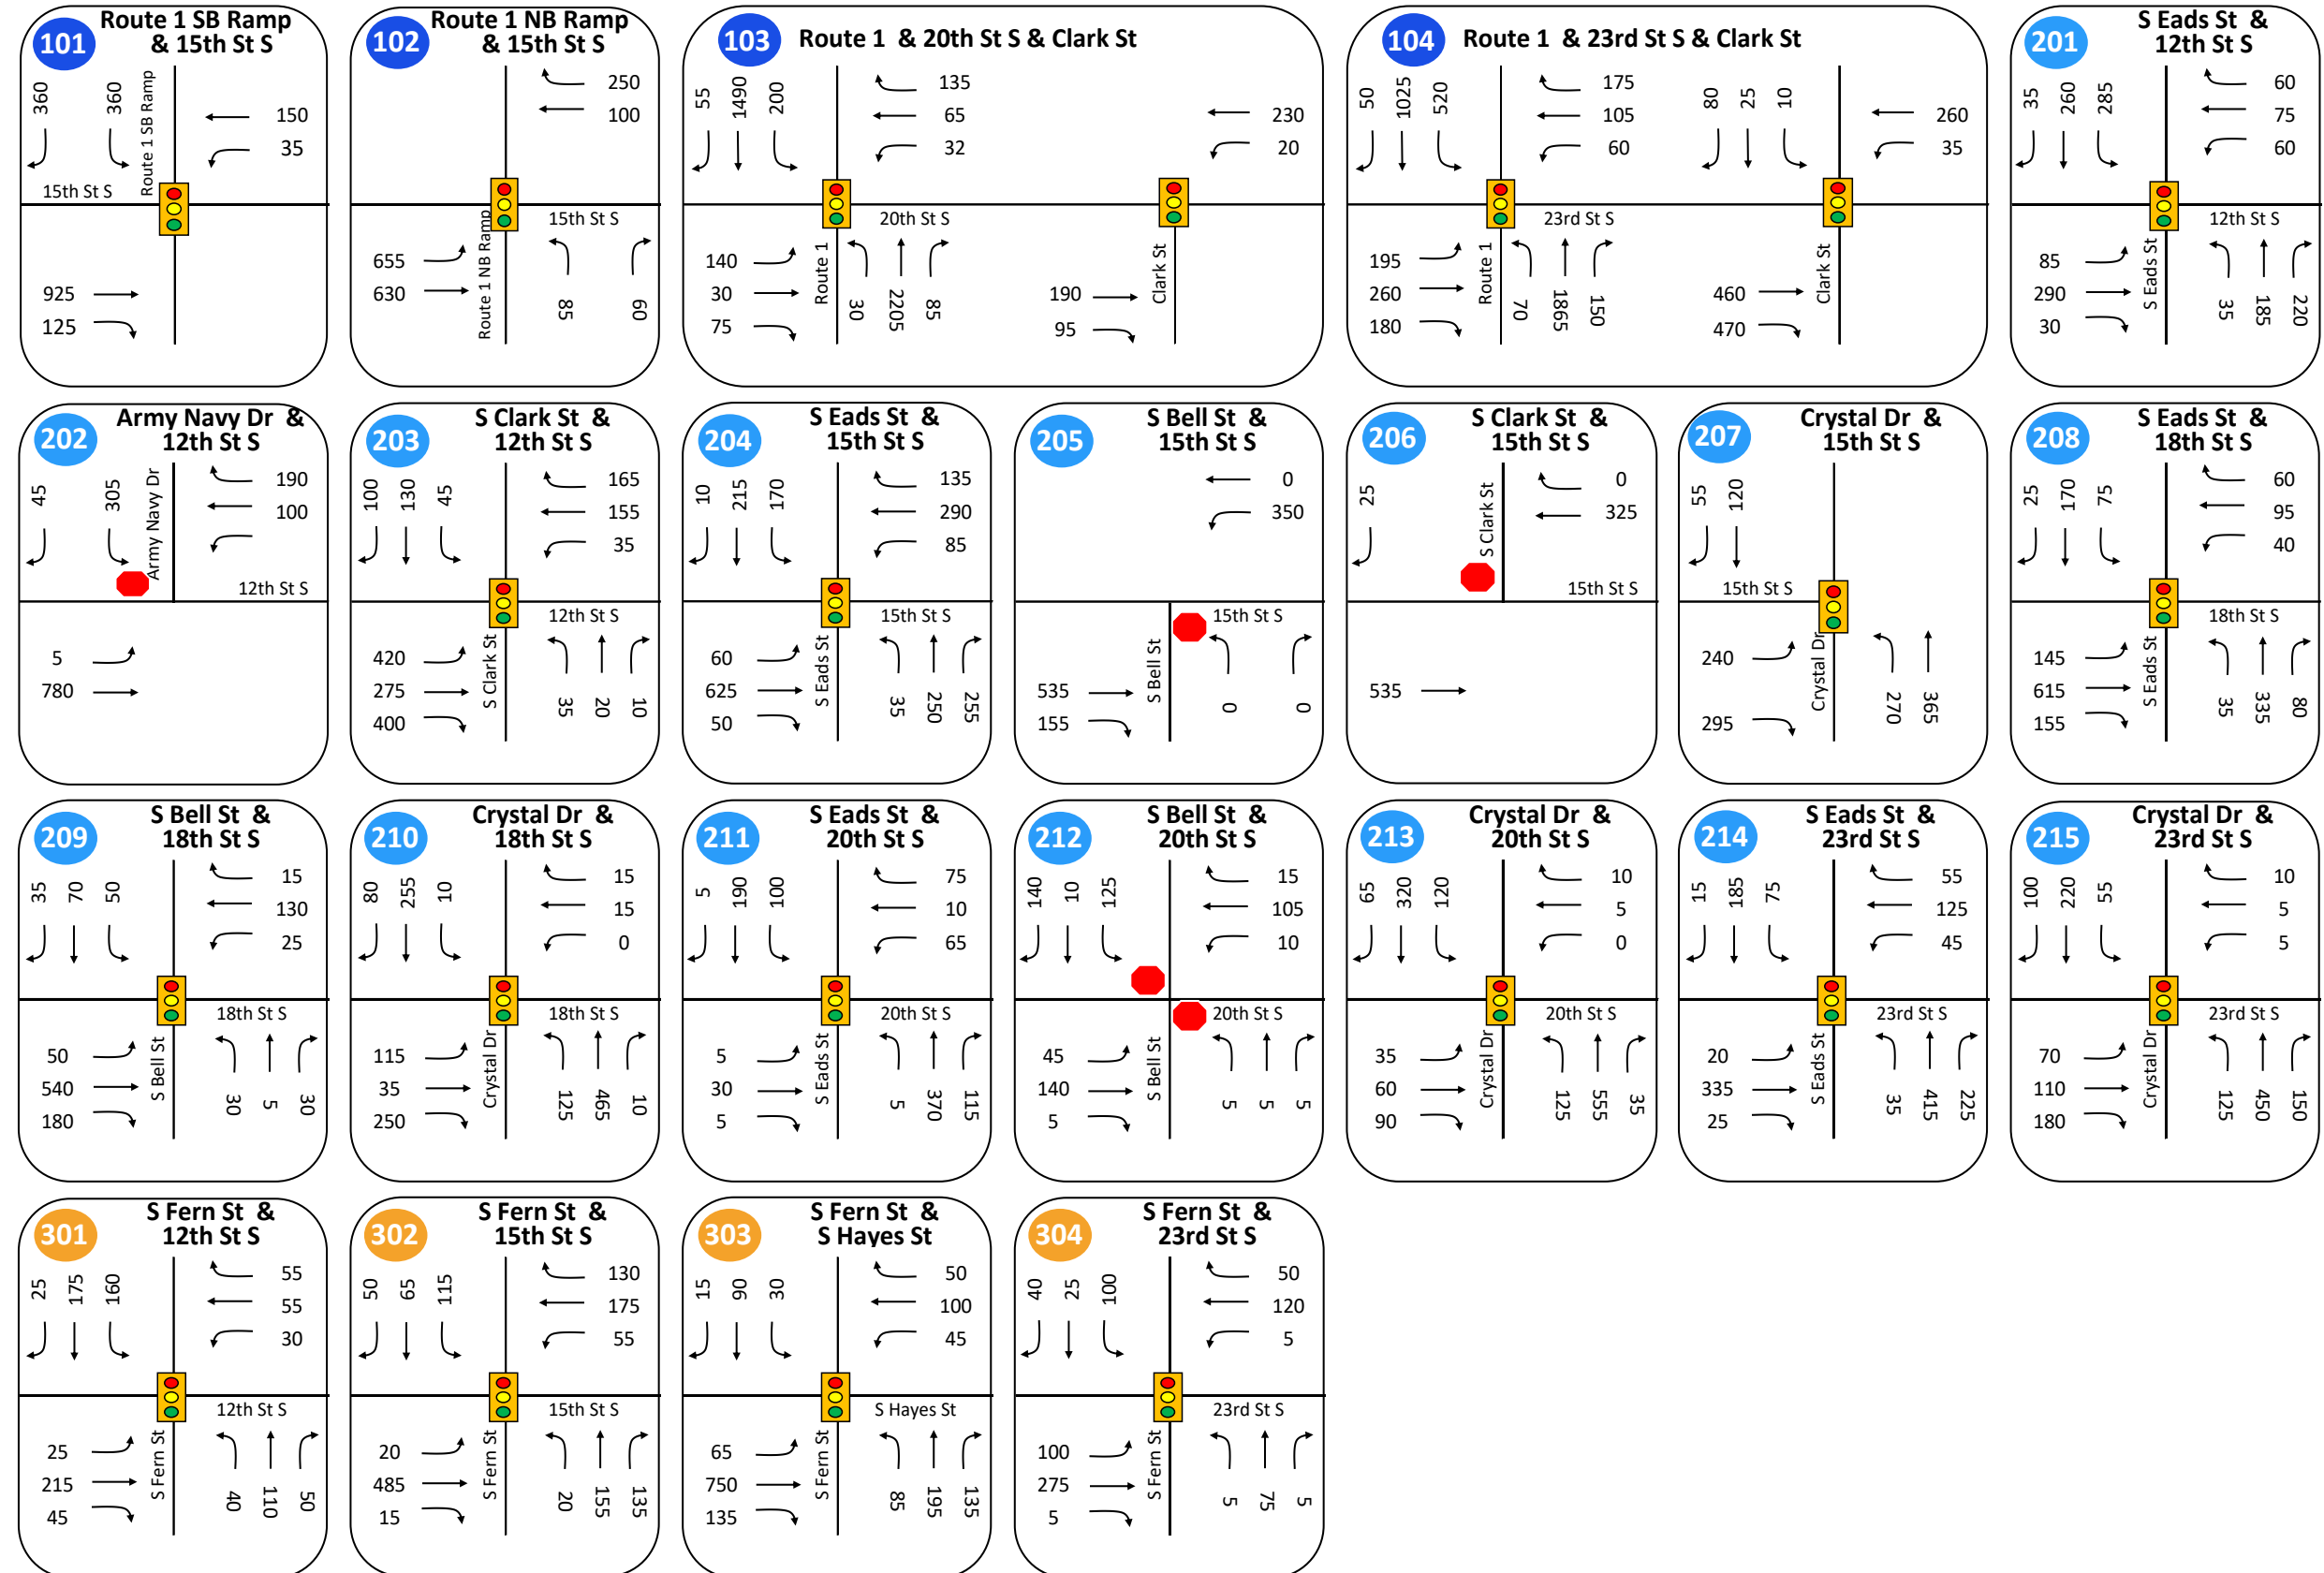 101
Route 1 SB Ramp
& 15th St S
360
360
Route 1 SB Ramp
150
35
15th St S
925
125
102
Route 1 NB Ramp
& 15th St S
250
100
15th St S
655
630
Route 1 NB Ramp
85
60
103
Route 1 & 20th St S & Clark St
55
1490
200
135
65
32
230
20
20th St S
140
30
75
Route 1
30
2205
85
190
95
Clark St
104
Route 1 & 23rd St S & Clark St
50
1025
520
175
105
60
80
25
10
260
35
23rd St S
195
260
180
Route 1
70
1865
150
460
470
Clark St
201
S Eads St &
12th St S
35
260
285
60
75
60
12th St S
85
290
30
S Eads St
35
185
220
202
Army Navy Dr &
12th St S
45
305
Army Navy Dr
190
100
12th St S
5
780
203
S Clark St &
12th St S
100
130
45
165
155
35
12th St S
420
275
400
S Clark St
35
20
10
204
S Eads St &
15th St S
10
215
170
135
290
85
15th St S
60
625
50
S Eads St
35
250
255
205
S Bell St &
15th St S
0
350
15th St S
535
155
S Bell St
0
0
206
S Clark St &
15th St S
25
S Clark St
0
325
15th St S
535
207
Crystal Dr &
15th St S
55
120
15th St S
240
295
Crystal Dr
270
365
208
S Eads St &
18th St S
25
170
75
60
95
40
18th St S
145
615
155
S Eads St
35
335
80
209
S Bell St &
18th St S
35
70
50
15
130
25
18th St S
50
540
180
S Bell St
30
5
30
210
Crystal Dr &
18th St S
80
255
10
15
15
0
18th St S
115
35
250
Crystal Dr
125
465
10
211
S Eads St &
20th St S
5
190
100
75
10
65
20th St S
5
30
5
S Eads St
5
370
115
212
S Bell St &
20th St S
140
10
125
15
105
10
20th St S
45
140
5
S Bell St
5
5
5
213
Crystal Dr &
20th St S
65
320
120
10
5
0
20th St S
35
60
90
Crystal Dr
125
555
35
214
S Eads St &
23rd St S
15
185
75
55
125
45
23rd St S
20
335
25
S Eads St
35
415
225
215
Crystal Dr &
23rd St S
100
220
55
10
5
5
23rd St S
70
110
180
Crystal Dr
125
450
150
301
S Fern St &
12th St S
25
175
160
55
55
30
12th St S
25
215
45
S Fern St
40
110
50
302
S Fern St &
15th St S
50
65
115
130
175
55
15th St S
20
485
15
S Fern St
20
155
135
303
S Fern St &
S Hayes St
15
90
30
50
100
45
S Hayes St
65
750
135
S Fern St
85
195
135
304
S Fern St &
23rd St S
40
25
100
50
120
5
23rd St S
100
275
5
S Fern St
5
75
5